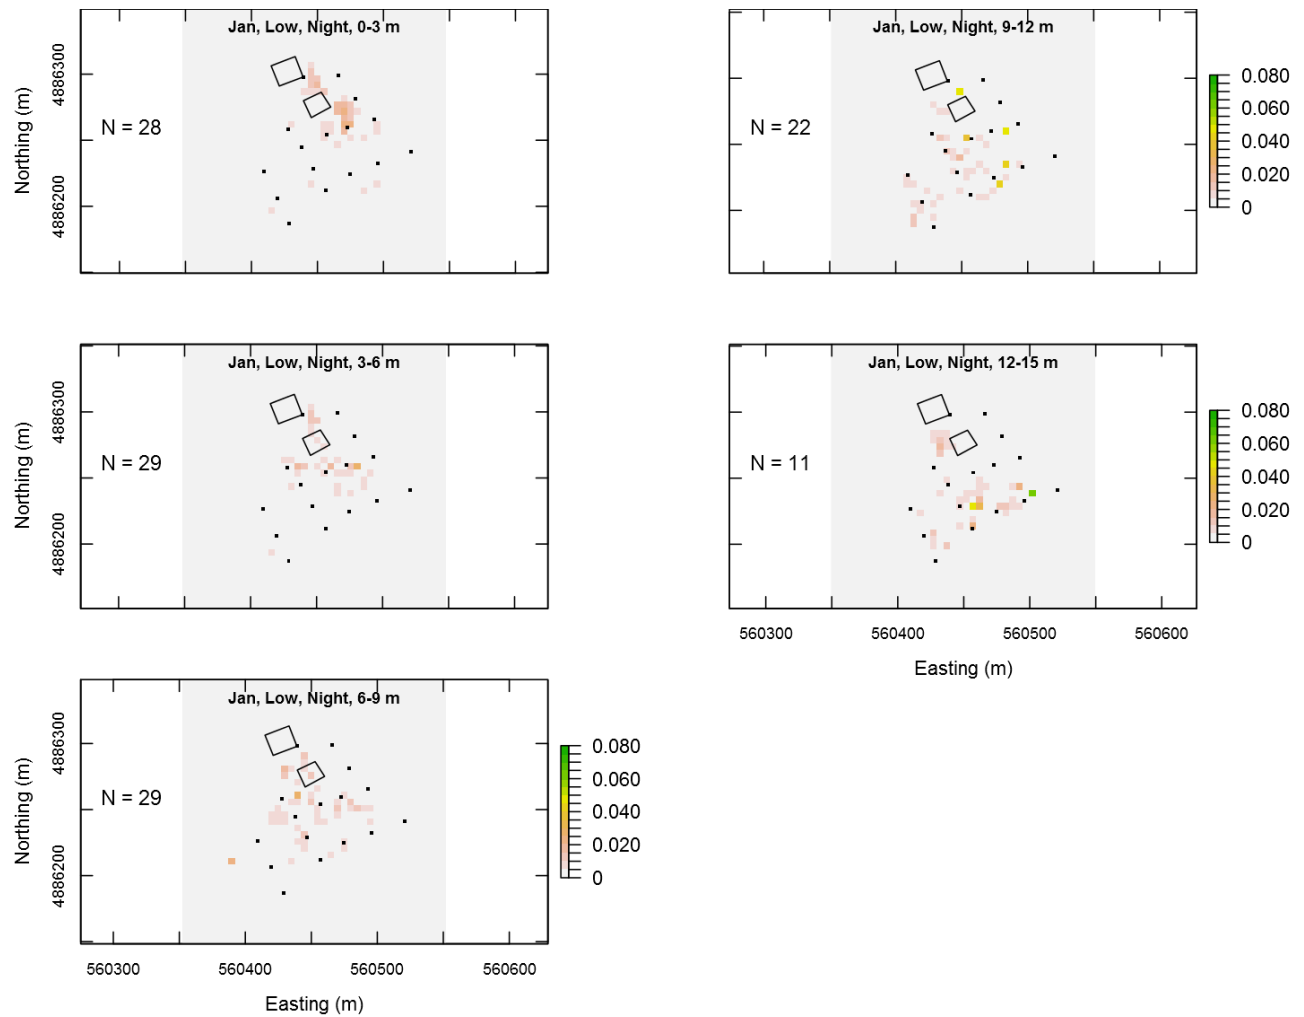 Jan, Low, Night, 0-3 m
Northing (m)
4886300
4886200
N = 28
Jan, Low, Night, 9-12 m
N = 22
0.080
0.060
0.040
0.020
0
Jan, Low, Night, 3-6 m
Northing (m)
4886300
4886200
N = 29
Jan, Low, Night, 12-15 m
N = 11
0.080
0.060
0.040
0.020
0
560300 560400 560500 560600
Easting (m)
Jan, Low, Night, 6-9 m
Northing (m)
4886300
4886200
N = 29
0.080
0.060
0.040
0.020
0
560300 560400 560500 560600
Easting (m)